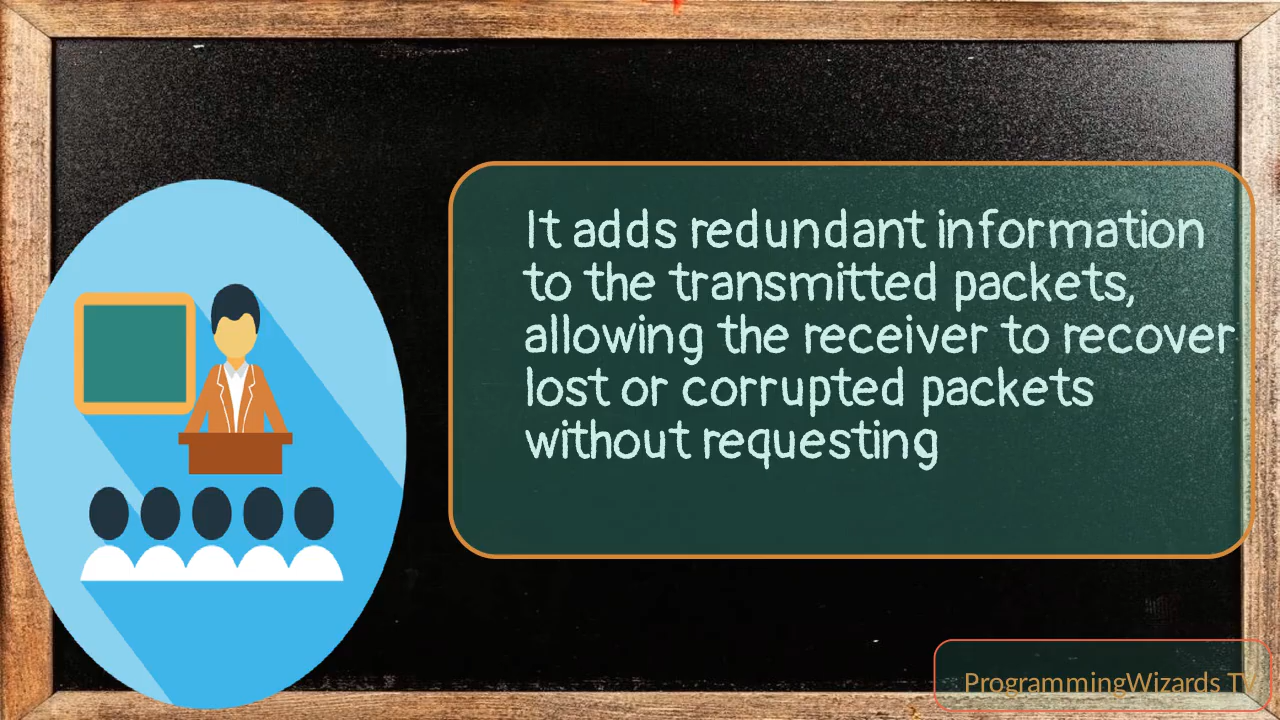 It adds redundant information
to the transmitted packets,
allowing the receiver to recover
lost or corrupted packets
without requesting
ProgrammingWizards TV